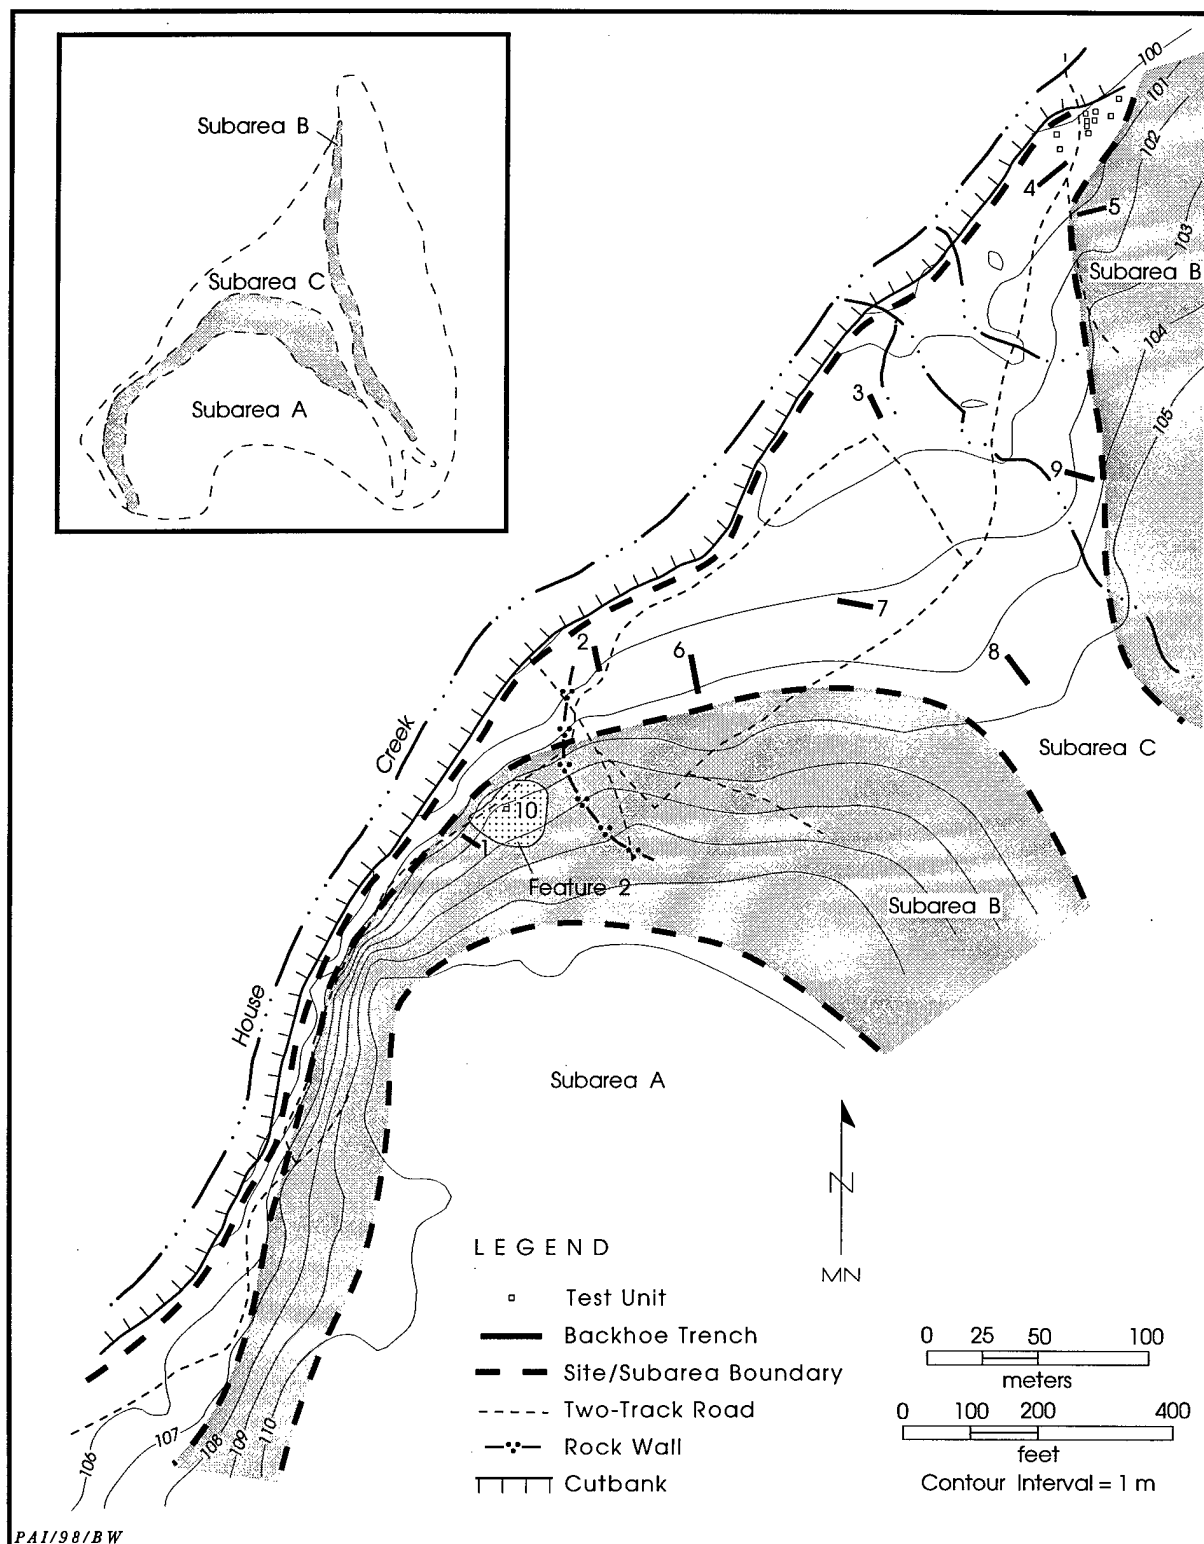 Subarea B
Subarea C
Subarea A
100
101
102
4
5
103
Subarea B
104
3
105
9
7
2
6
8
Creek
Subarea C
10
1
Feature 2
Subarea B
House
Subarea A
N
MN
LEGEND
Test Unit
Backhoe Trench
Site/Subarea Boundary
Two-Track Road
Rock Wall
Cutbank
0 25 50 100
meters
0 100 200 400
feet
Contour Interval = 1 m
106
107
108
109
110
PAI/98/BW